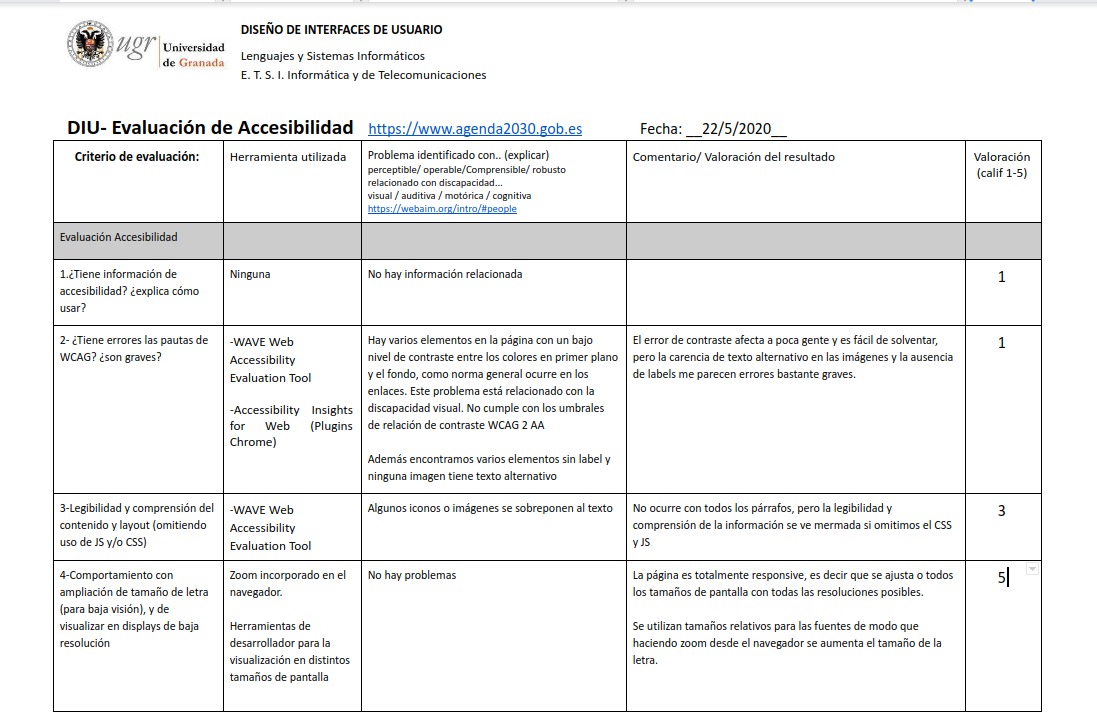 DISEÑO DE INTERFACES DE USUARIO
ugr
Universidad
de Granada
Lenguajes y Sistemas Informáticos
E. T. S. I. Informática y de Telecomunicaciones
DIU- Evaluación de Accesibilidad https://www.agenda2030.gob.es Fecha: __22/5/2020__
Criterio de evaluación:
Herramienta utilizada
Problema identificado con.. (explicar)
perceptible/ operable/Comprensible/ robusto
relacionado con discapacidad...
visual / auditiva / motórica / cognitiva
https://webaim.org/intro/#people
Comentario/ Valoración del resultado
Valoración
(calif 1-5)
Evaluación Accesibilidad
1.¿Tiene información de
accesibilidad? ¿explica cómo
usar?
Ninguna
No hay información relacionada
1
2- ¿Tiene errores las pautas de
WCAG? ¿son graves?
-WAVE Web
Accessibility
Evaluation Tool
-Accessibility Insights
for Web (Plugins
Chrome)
Hay varios elementos en la página con un bajo
nivel de contraste entre los colores en primer plano
y el fondo, como norma general ocurre en los
enlaces. Este problema está relacionado con la
discapacidad visual. No cumple con los umbrales
de relación de contraste WCAG 2 AA
Además encontramos varios elementos sin label y
ninguna imagen tiene texto alternativo
El error de contraste afecta a poca gente y es fácil de solventar,
pero la carencia de texto alternativo en las imágenes y la ausencia
de labels me parecen errores bastante graves.
1
3-Legibilidad y comprensión del
contenido y layout (omitiendo
uso de JS y/o CSS)
-WAVE Web
Accessibility
Evaluation Tool
Algunos iconos o imágenes se sobreponen al texto
No ocurre con todos los párrafos, pero la legibilidad y
comprensión de la información se ve mermada si omitimos el CSS
y JS
3
4-Comportamiento con
ampliación de tamaño de letra
(para baja visión), y de
visualizar en displays de baja
resolución
Zoom incorporado en el
navegador.
Herramientas de
desarrollador para la
visualización en distintos
tamaños de pantalla
No hay problemas
La página es totalmente responsive, es decir que se ajusta o todos
los tamaños de pantalla con todas las resoluciones posibles.
Se utilizan tamaños relativos para las fuentes de modo que
haciendo zoom desde el navegador se aumenta el tamaño de la
letra.
5